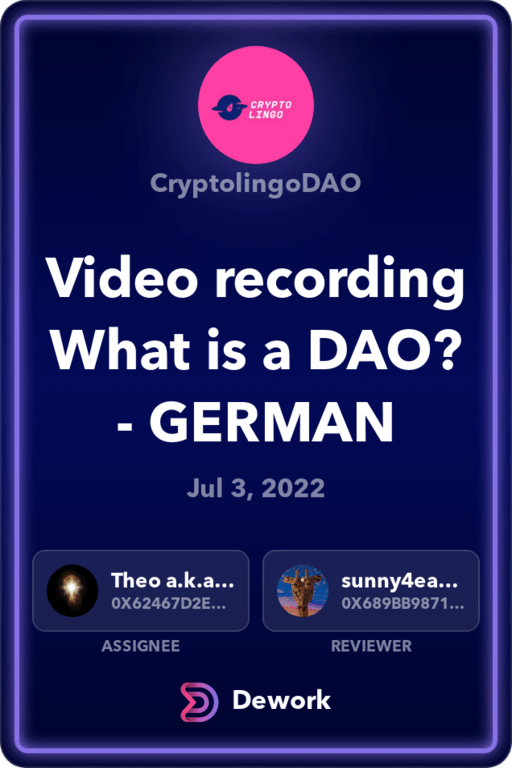 CRYPTO
LINGO
CryptolingoDAO
Video recording
What is a DAO?
- GERMAN
Jul 3, 2022
Theo a.k.a...
0X62467D2E...
sunny4ea...
0X689BB9871...
ASSIGNEE
REVIEWER
Dework